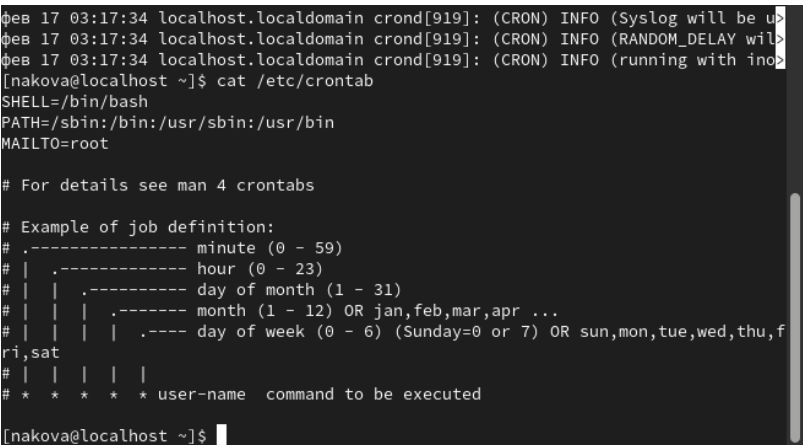 фев 17 03:17:34 localhost.localdomain crond[919]: (CRON) INFO (Syslog will be u>
фев 17 03:17:34 localhost.localdomain crond[919]: (CRON) INFO (RANDOM_DELAY wil>
фев 17 03:17:34 localhost.localdomain crond[919]: (CRON) INFO (running with ino>
[nakova@localhost ~]$ cat /etc/crontab
SHELL=/bin/bash
PATH=/sbin:/bin:/usr/sbin:/usr/bin
MAILTO=root

# For details see man 4 crontabs

# Example of job definition:
# .---------------- minute (0 - 59)
# |  .------------- hour (0 - 23)
# |  |  .---------- day of month (1 - 31)
# |  |  |  .------- month (1 - 12) OR jan,feb,mar,apr ...
# |  |  |  |  .---- day of week (0 - 6) (Sunday=0 or 7) OR sun,mon,tue,wed,thu,f
ri,sat
# |  |  |  |  |
# *  *  *  *  * user-name  command to be executed

[nakova@localhost ~]$